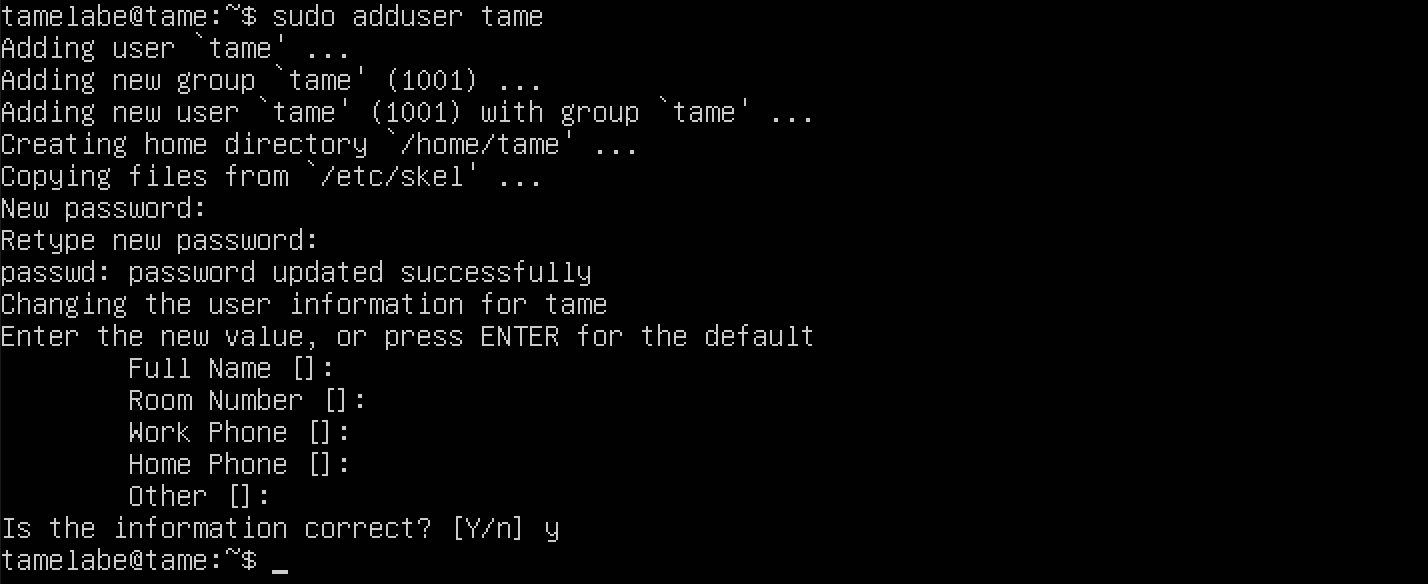 tamelabe@tame:~$ sudo adduser tame
Adding user `tame' ...
Adding new group `tame' (1001) ...
Adding new user `tame' (1001) with group `tame' ...
Creating home directory `/home/tame' ...
Copying files from `/etc/skel' ...
New password:
Retype new password:
passwd: password updated successfully
Changing the user information for tame
Enter the new value, or press ENTER for the default
        Full Name []:
        Room Number []:
        Work Phone []:
        Home Phone []:
        Other []:
Is the information correct? [Y/n] y
tamelabe@tame:~$ _